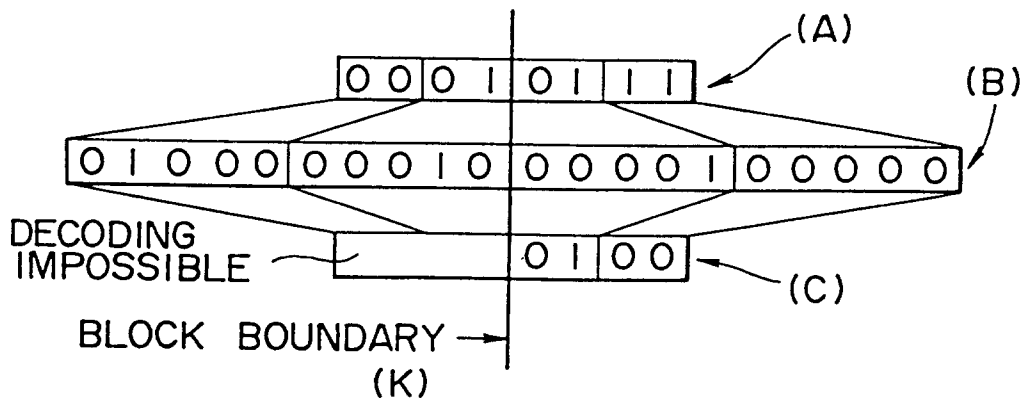 (A)
0 0 0 1 0 1 1 1
(B)
0 1 0 0 0 0 0 0 1 0 0 0 0 0 1 0 0 0 0 0
DECODING
IMPOSSIBLE
0 1 0 0
(C)
BLOCK BOUNDARY
(K)